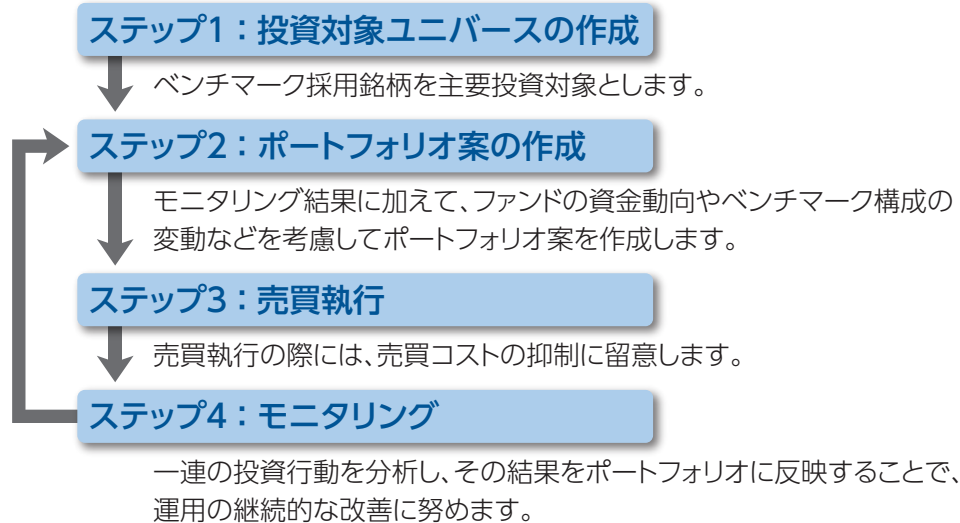 ステップ1：投資対象ユニバースの作成
ベンチマーク採用銘柄を主要投資対象とします。
ステップ2：ポートフォリオ案の作成
モニタリング結果に加えて、ファンドの資金動向やベンチマーク構成の
変動などを考慮してポートフォリオ案を作成します。
ステップ3：売買執行
売買執行の際には、売買コストの抑制に留意します。
ステップ4：モニタリング
一連の投資行動を分析し、その結果をポートフォリオに反映することで、
運用の継続的な改善に努めます。